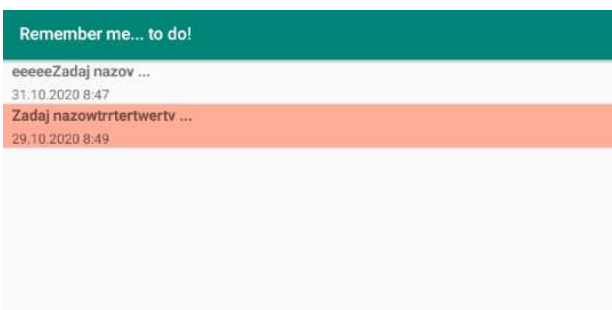 Remember me... to do!
eeeeeZadaj nazov ...
31.10.2020 8:47
Zadaj nazowtrrtertwertv ...
29.10.2020 8:49